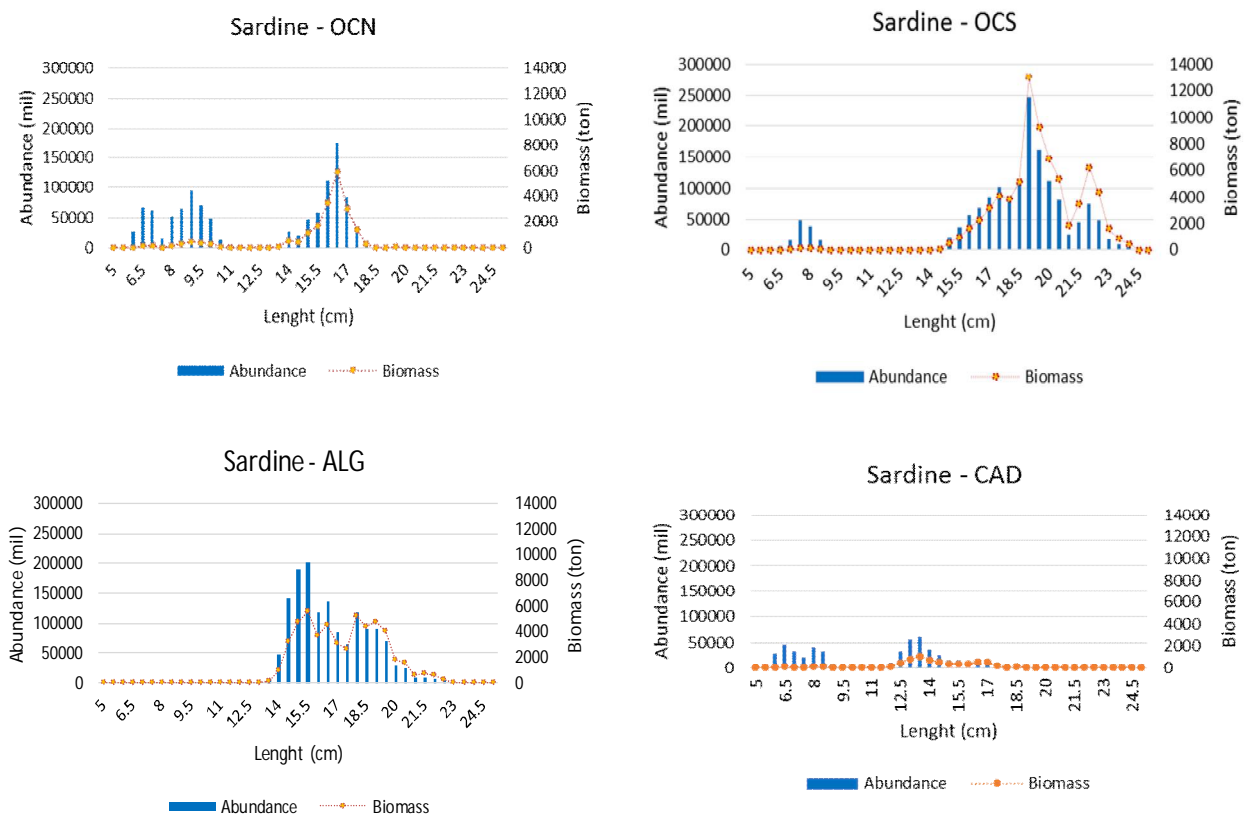 Sardine - OCN
300000
250000
200000
150000
100000
50000
0
14000
12000
10000
8000
6000
4000
2000
0
Abundance (mil)
Biomass (ton)
5 6.5 8 9.5 11 12.5 14 15.5 17 18.5 20 21.5 23 24.5
Lenght (cm)
Abundance Biomass
Sardine - OCS
300000
250000
200000
150000
100000
50000
0
14000
12000
10000
8000
6000
4000
2000
0
Abundance (mil)
Biomass (ton)
5 6.5 8 9.5 11 12.5 14 15.5 17 18.5 20 21.5 23 24.5
Lenght (cm)
Abundance Biomass
Sardine - ALG
300000
250000
200000
150000
100000
50000
0
14000
12000
10000
8000
6000
4000
2000
0
Abundance (mil)
Biomass (ton)
5 6.5 8 9.5 11 12.5 14 15.5 17 18.5 20 21.5 23 24.5
Lenght (cm)
Abundance Biomass
Sardine - CAD
300000
250000
200000
150000
100000
50000
0
14000
12000
10000
8000
6000
4000
2000
0
Abundance (mil)
Biomass (ton)
5 6.5 8 9.5 11 12.5 14 15.5 17 18.5 20 21.5 23 24.5
Lenght (cm)
Abundance Biomass